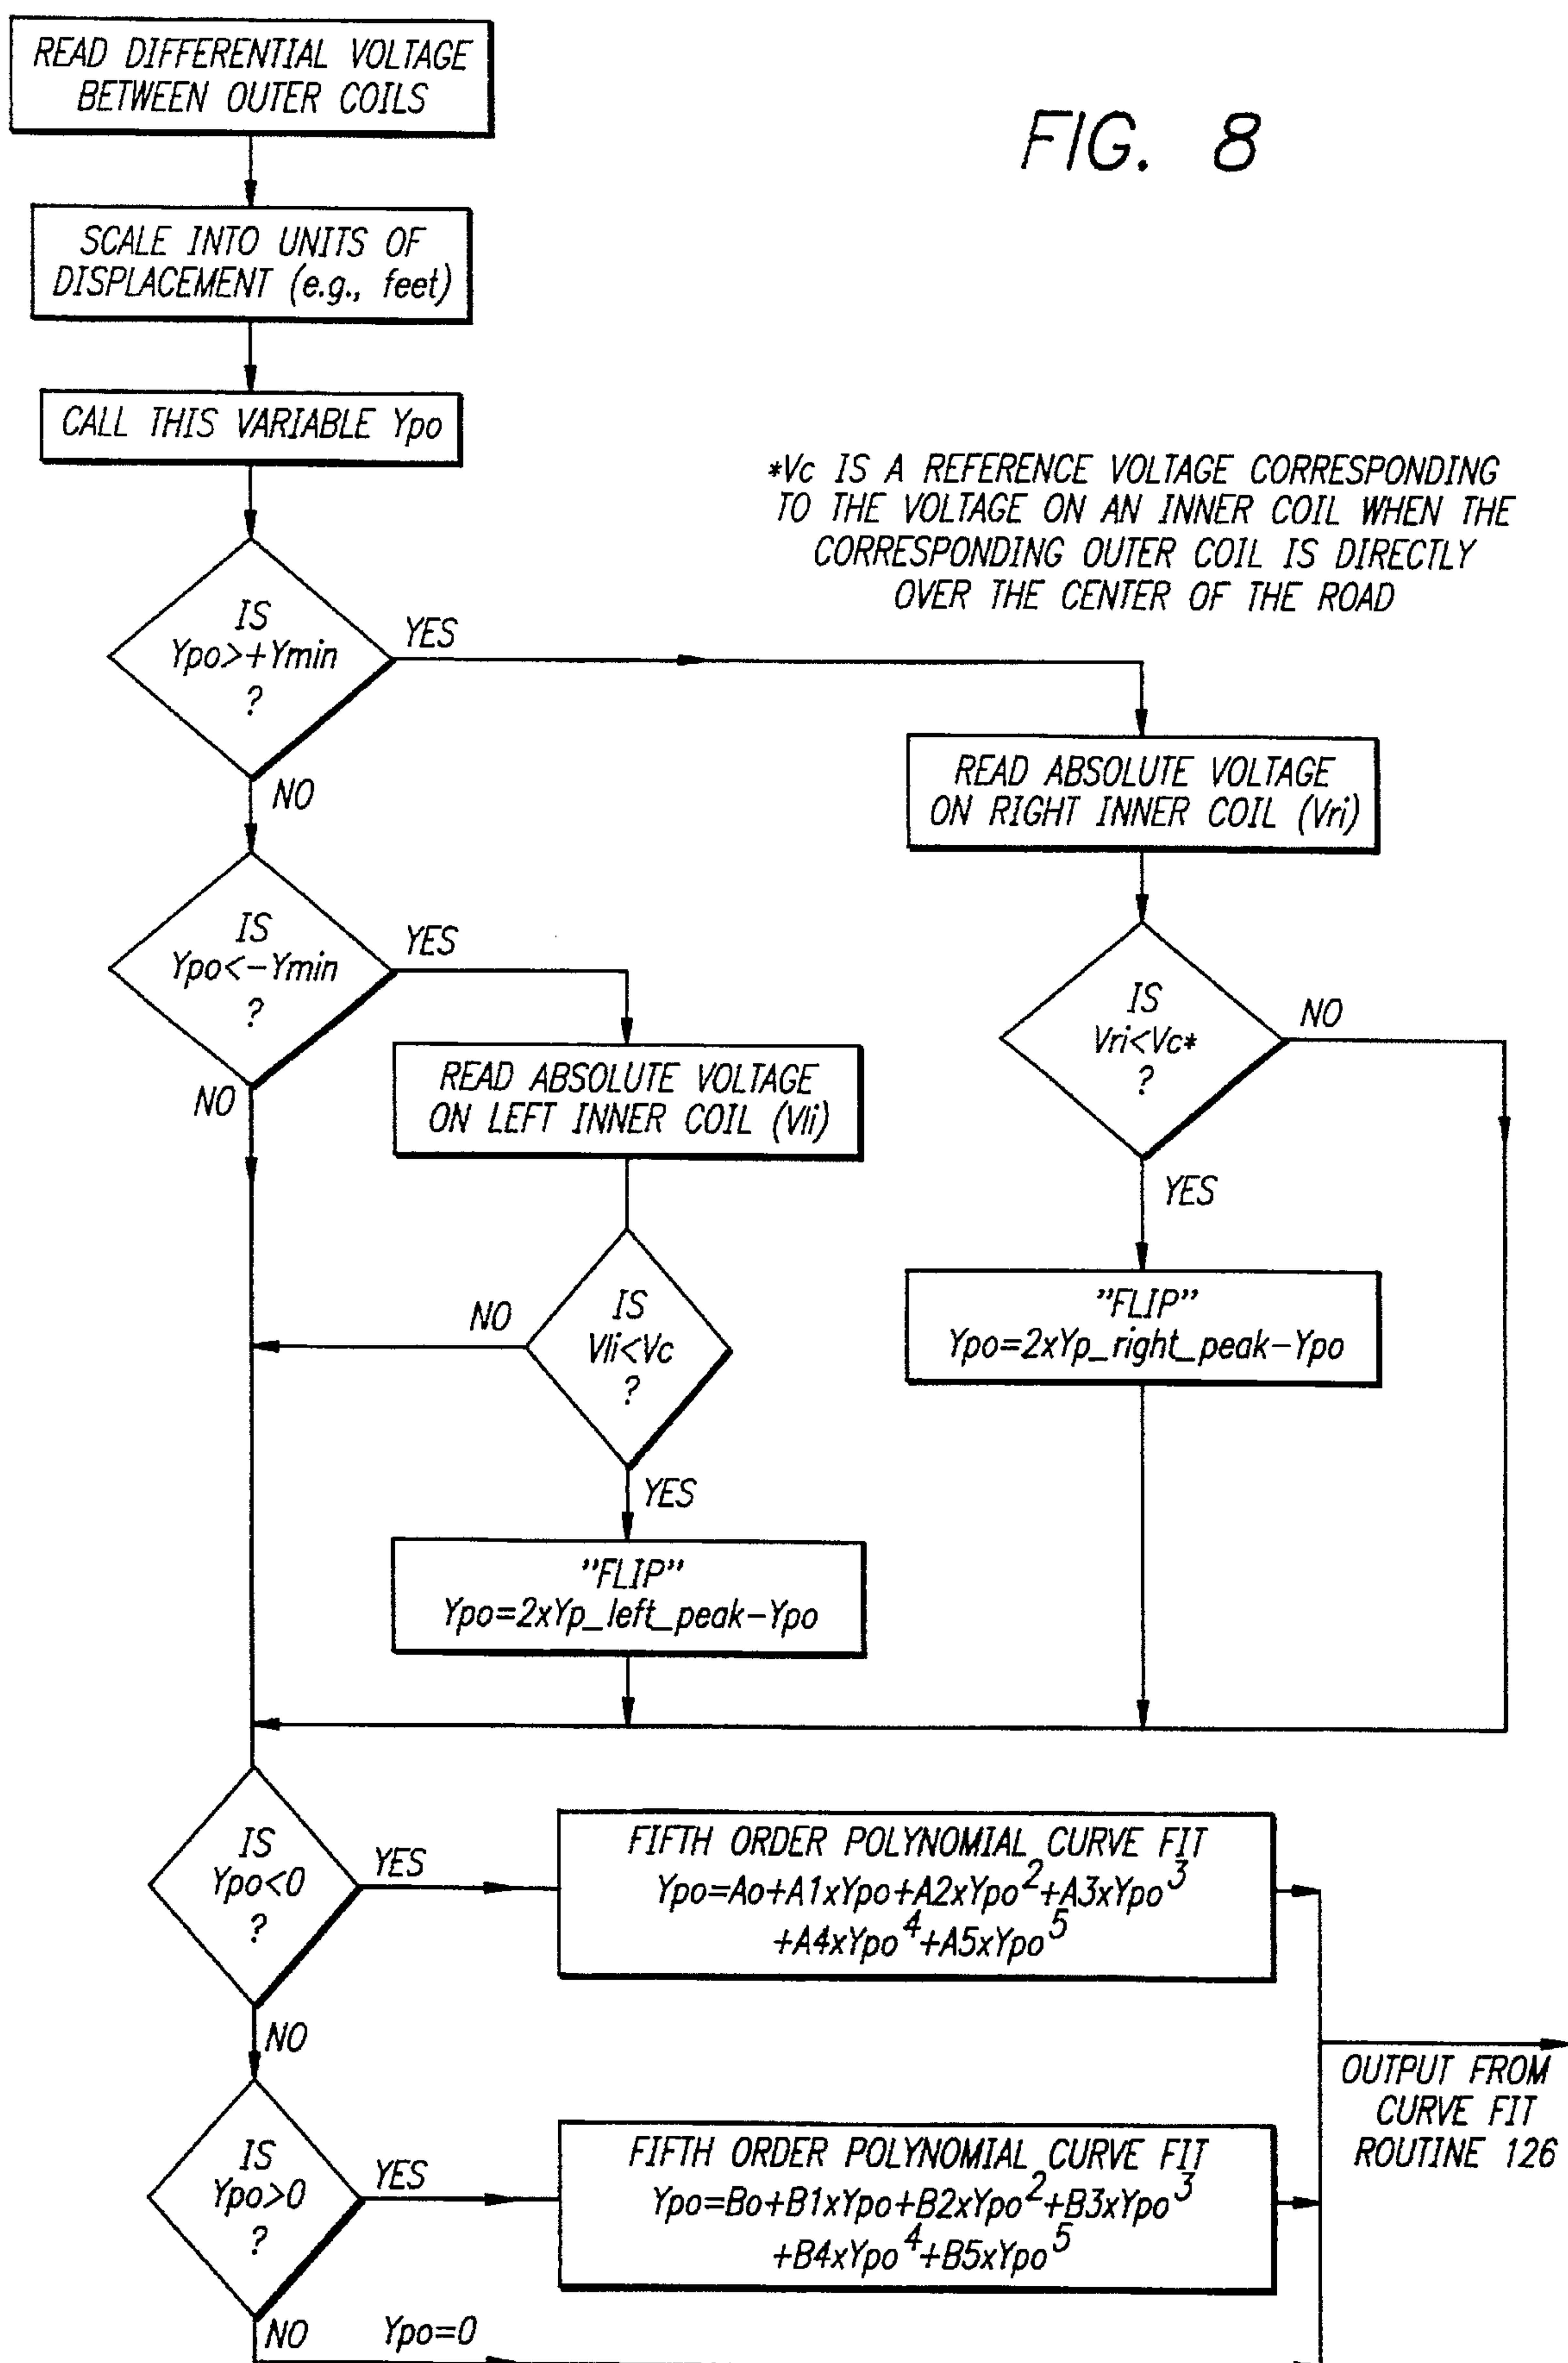 READ DIFFERENTIAL VOLTAGE
BETWEEN OUTER COILS
FIG. 8
SCALE INTO UNITS OF
DISPLACEMENT (e.g., feet)
CALL THIS VARIABLE Ypo
*Vc IS A REFERENCE VOLTAGE CORRESPONDING
TO THE VOLTAGE ON AN INNER COIL WHEN THE
CORRESPONDING OUTER COIL IS DIRECTLY
OVER THE CENTER OF THE ROAD
IS
Ypo>+Ymin
?
YES
NO
READ ABSOLUTE VOLTAGE
ON RIGHT INNER COIL (Vri)
IS
Ypo<-Ymin
?
YES
NO
IS
Vri<Vc*
?
NO
YES
READ ABSOLUTE VOLTAGE
ON LEFT INNER COIL (Vli)
IS
Vli<Vc
?
NO
YES
"FLIP"
Ypo=2xYp_right_peak-Ypo
"FLIP"
Ypo=2xYp_left_peak-Ypo
IS
Ypo<0
?
YES
NO
FIFTH ORDER POLYNOMIAL CURVE FIT
Ypo=Ao+A1xYpo+A2xYpo²+A3xYpo³
+A4xYpo⁴+A5xYpo⁵
OUTPUT FROM
CURVE FIT
ROUTINE 126
IS
Ypo>0
?
YES
FIFTH ORDER POLYNOMIAL CURVE FIT
Ypo=Bo+B1xYpo+B2xYpo²+B3xYpo³
+B4xYpo⁴+B5xYpo⁵
NO
Ypo=0